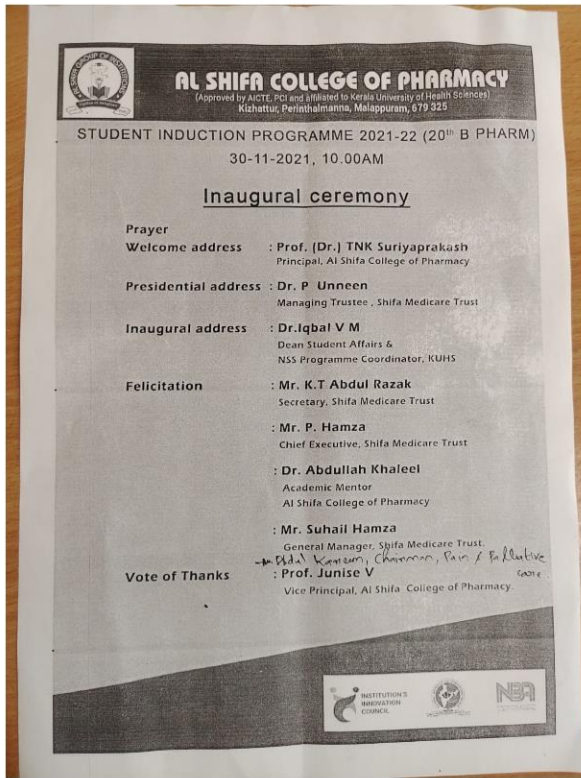 AL SHIFA COLLEGE OF PHARMACY
(Approved by AICTE, PCI and affiliated to Kerala University of Health Sciences)
Kizhattur, Perinthalmanna, Malappuram, 679 325
STUDENT INDUCTION PROGRAMME 2021-22 (20th B PHARM)
30-11-2021, 10.00AM
Inaugural ceremony
Prayer
Welcome address : Prof. (Dr.) TNK Suriyaprakash
Principal, Al Shifa College of Pharmacy
Presidential address : Dr. P Unneen
Managing Trustee , Shifa Medicare Trust
Inaugural address : Dr.Iqbal V M
Dean Student Affairs &
NSS Programme Coordinator, KUHS
Felicitation : Mr. K.T Abdul Razak
Secretary, Shifa Medicare Trust
: Mr. P. Hamza
Chief Executive, Shifa Medicare Trust
: Dr. Abdullah Khaleel
Academic Mentor
Al Shifa College of Pharmacy
: Mr. Suhail Hamza
General Manager, Shifa Medicare Trust.
Kareem, Chairman, Pain & Palliative
care
Vote of Thanks : Prof. Junise V
Vice Principal, Al Shifa College of Pharmacy.
INSTITUTION'S
INNOVATION
COUNCIL
NBA